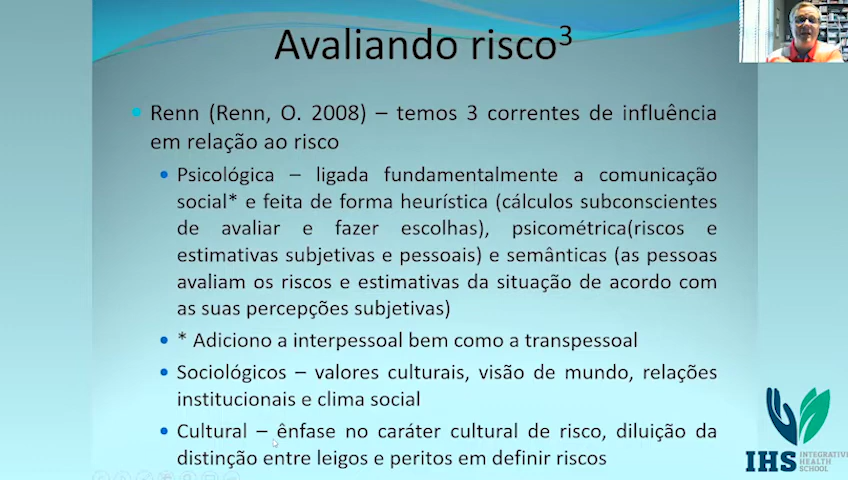 Avaliando risco³
Renn (Renn, O. 2008) – temos 3 correntes de influência
em relação ao risco
Psicológica – ligada fundamentalmente a comunicação
social* e feita de forma heurística (cálculos subconscientes
de avaliar e fazer escolhas), psicométrica(riscos e
estimativas subjetivas e pessoais) e semânticas (as pessoas
avaliam os riscos e estimativas da situação de acordo com
as suas percepções subjetivas)
* Adiciono a interpessoal bem como a transpessoal
Sociológicos – valores culturais, visão de mundo, relações
institucionais e clima social
Cultural – ênfase no caráter cultural de risco, diluição da
distinção entre leigos e peritos em definir riscos
IHS
INTEGRATIVE
HEALTH
SCHOOL